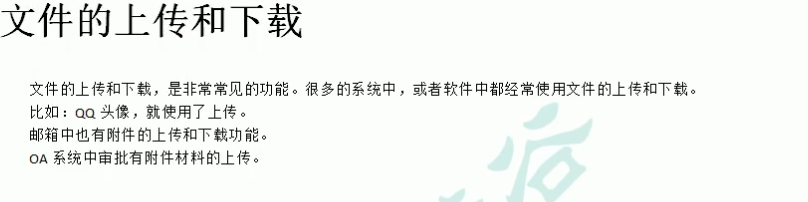 文件的上传和下载
文件的上传和下载，是非常常见的功能。很多的系统中，或者软件中都经常使用文件的上传和下载。
比如：QQ 头像，就使用了上传。
邮箱中也有附件的上传和下载功能。
OA 系统中审批有附件材料的上传。